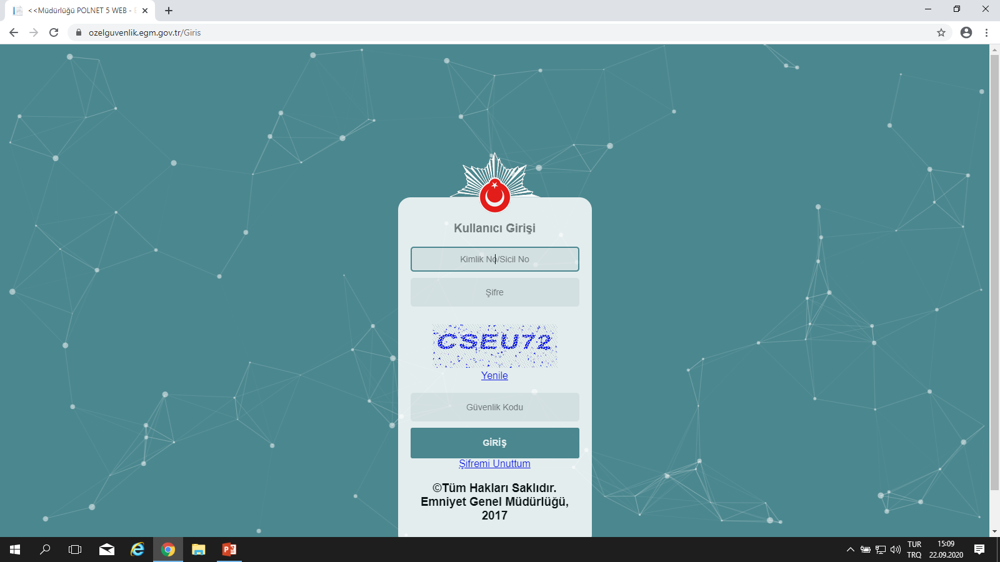 <<Müdürlüğü POLNET 5 WEB -
ozelguvenlik.egm.gov.tr/Giris
Kullanıcı Girişi
Kimlik No/Sicil No
Şifre
CSEU72
Yenile
Güvenlik Kodu
GİRİŞ
Şifremi Unuttum
©Tüm Hakları Saklıdır.
Emniyet Genel Müdürlüğü,
2017
TUR
TRQ
15:09
22.09.2020